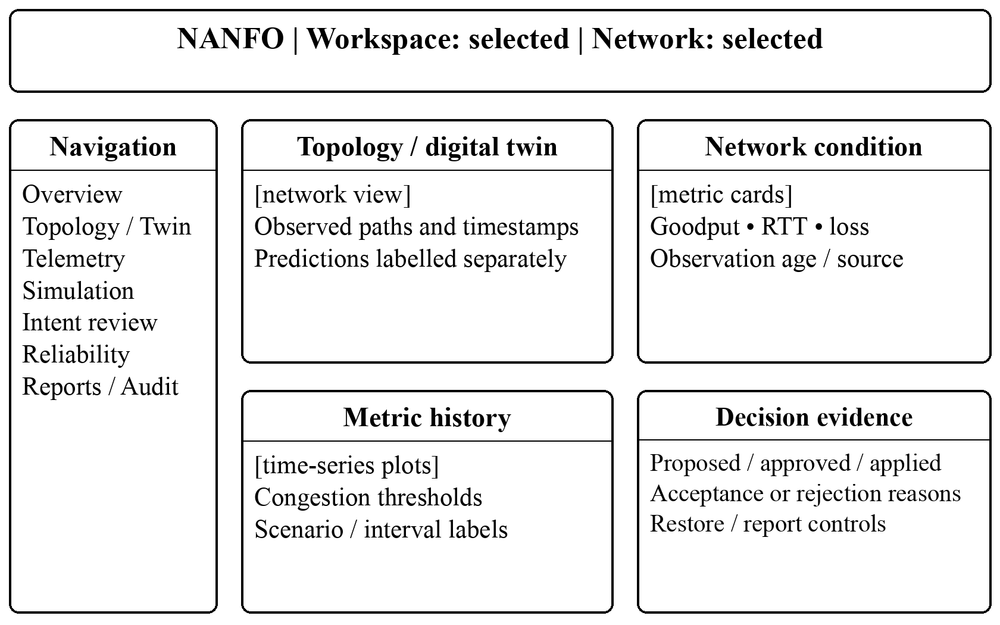 NANFO | Workspace: selected | Network: selected
Navigation
Overview
Topology / Twin
Telemetry
Simulation
Intent review
Reliability
Reports / Audit
Topology / digital twin
[network view]
Observed paths and timestamps
Predictions labelled separately
Network condition
[metric cards]
Goodput • RTT • loss
Observation age / source
Metric history
[time-series plots]
Congestion thresholds
Scenario / interval labels
Decision evidence
Proposed / approved / applied
Acceptance or rejection reasons
Restore / report controls